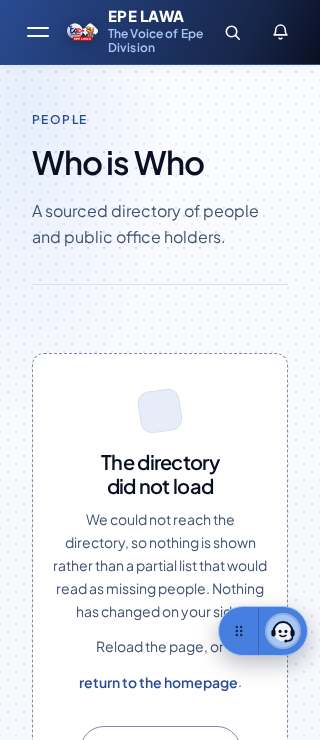 EPE LAWA
The Voice of Epe
Division
PEOPLE
Who is Who
A sourced directory of people
and public office holders.
The directory
did not load
We could not reach the
directory, so nothing is shown
rather than a partial list that would
read as missing people. Nothing
has changed on your
Reload the page, or
return to the homepage.